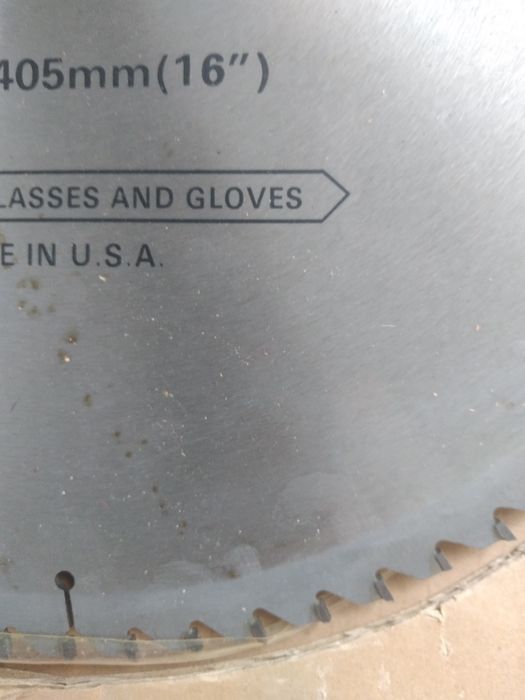 405mm(16")
LASSES AND GLOVES
E IN U.S.A.